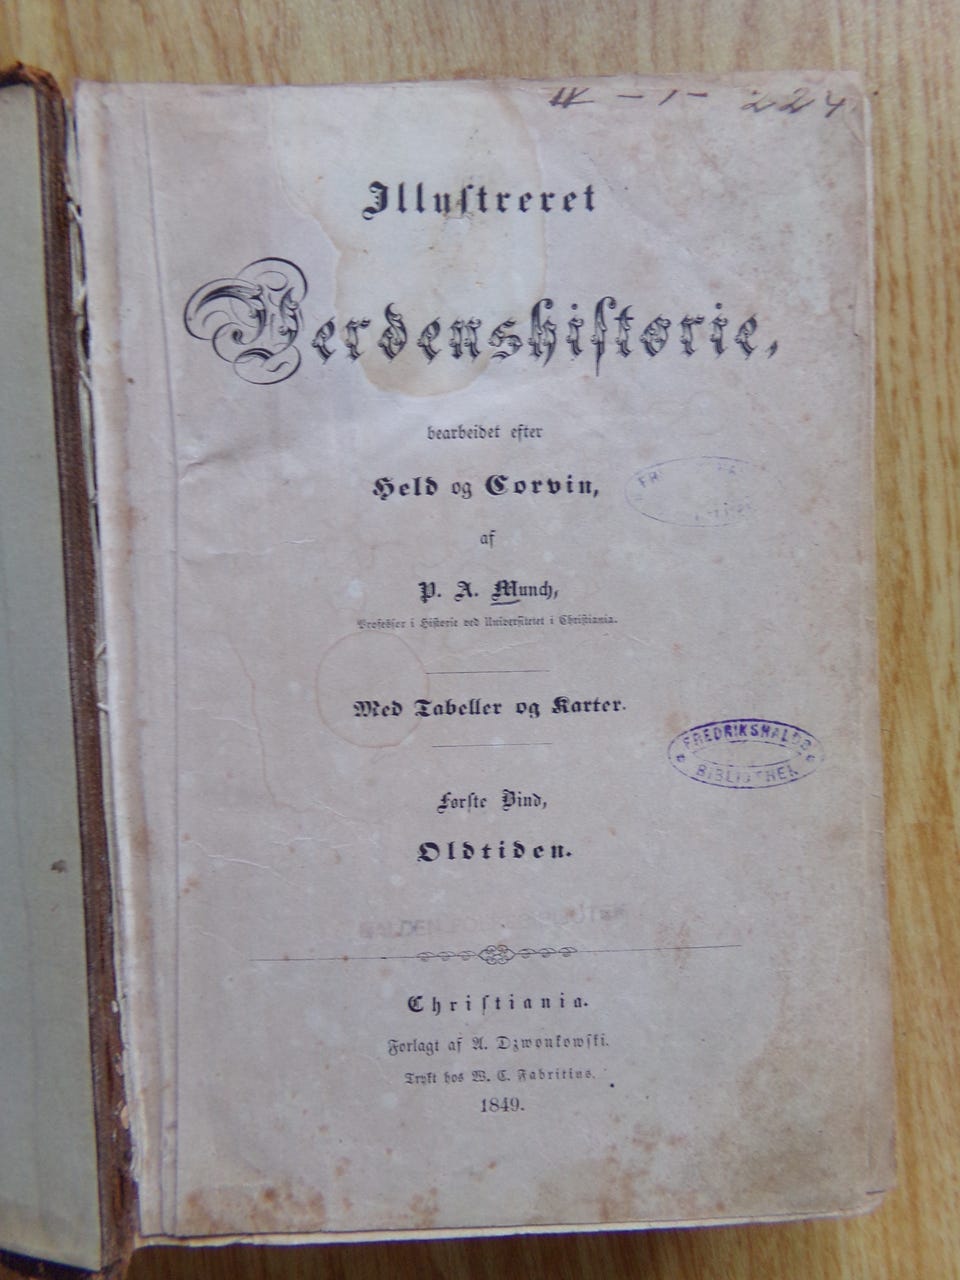 - 1 - 224.
Illustreret
Verdenshistorie,
bearbeidet efter
Held og Corvin,
af
P. A. Munch,
Professor i Historie ved Universitetet i Christiania.
Med Tabeller og Karter.
FREDRIKSHALDS
BIBLIOTHEK
Første Bind,
Oldtiden.
Christiania.
Forlagt af A. Dzwonkowski.
Trykt hos W. C. Fabritius.
1849.